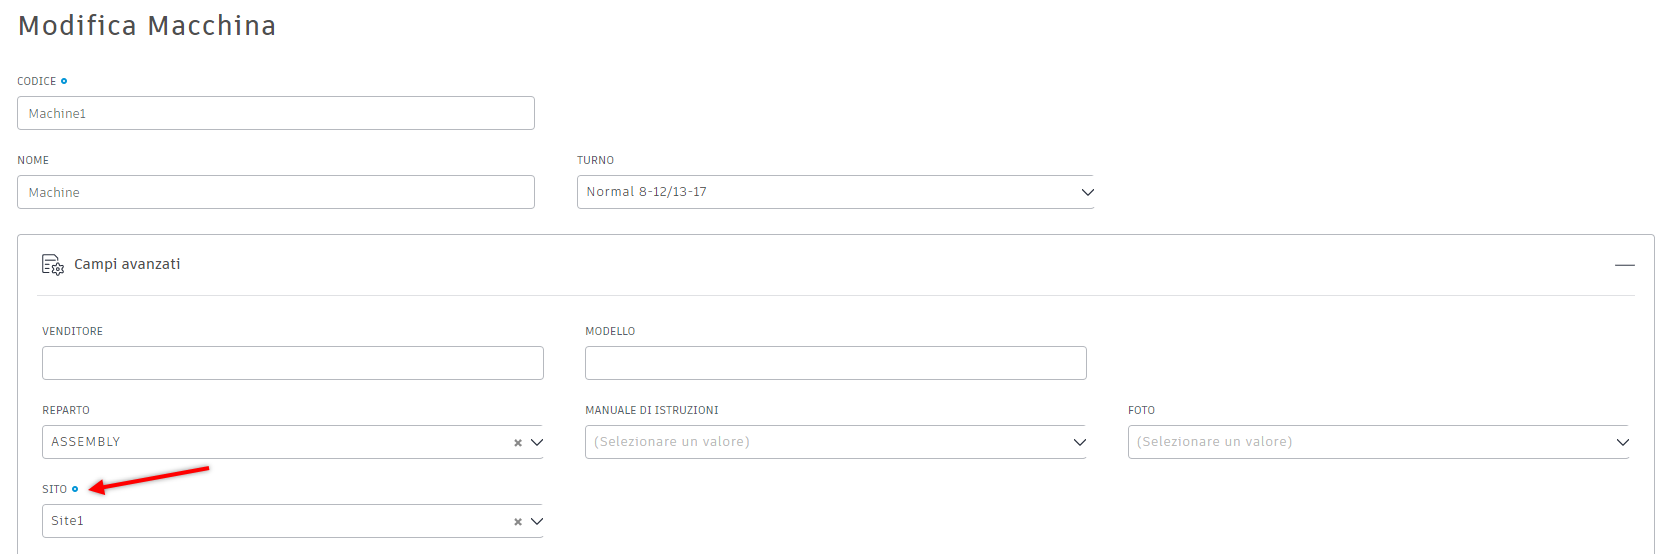 Modifica Macchina
CODICE
Machine1
NOME
TURNO
Machine
Normal 8-12/13-17
Campi avanzati
VENDITORE
MODELLO
REPARTO
MANUALE DI ISTRUZIONI
FOTO
ASSEMBLY
(Selezionare un valore)
(Selezionare un valore)
SITO
Site1